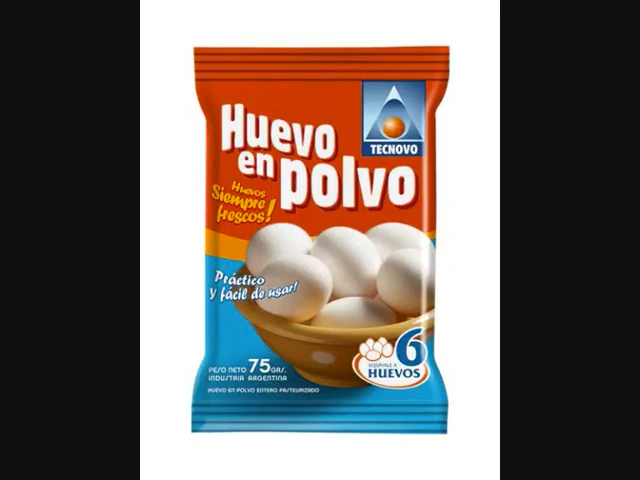 TECNOVO
Huevo
en polvo
Huevos
Siempre
frescos!
Práctico
y fácil de usar!
PESO NETO 75 GRS.
INDUSTRIA ARGENTINA
HUEVO EN POLVO ENTERO PASTEURIZADO
6
EQUIVALE A
HUEVOS